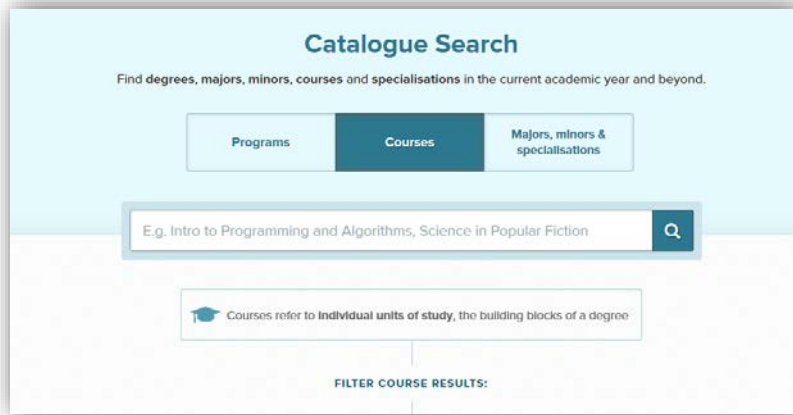 Catalogue Search
Find degrees, majors, minors, courses and specialisations in the current academic year and beyond.
Programs
Courses
Majors, minors &
specialisations
E.g. Intro to Programming and Algorithms, Science in Popular Fiction
Courses refer to individual units of study, the building blocks of a degree
FILTER COURSE RESULTS: